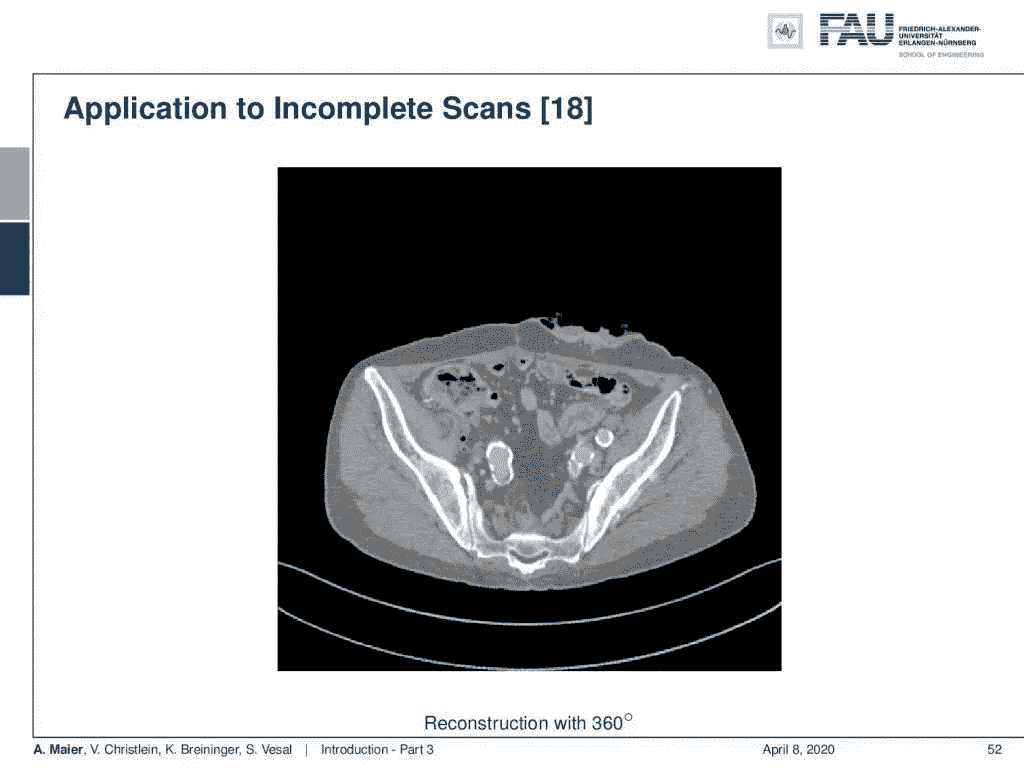 FAU
FRIEDRICH-ALEXANDER-
UNIVERSITÄT
ERLANGEN-NÜRNBERG
SCHOOL OF ENGINEERING
Application to Incomplete Scans [18]
Reconstruction with 360°
A. Maier, V. Christlein, K. Breininger, S. Vesal | Introduction - Part 3 April 8, 2020 52